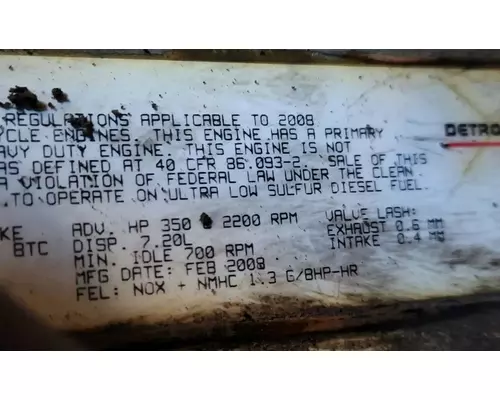 REGULATIONS APPLICABLE TO 2008
YCLE ENGINES. THIS ENGINE HAS A PRIMARY
AVY DUTY ENGINE. THIS ENGINE IS NOT
AS DEFINED AT 40 CFR 86.093-2. SALE OF THIS
A VIOLATION OF FEDERAL LAW UNDER THE CLEAN
TO OPERATE ON ULTRA LOW SULFUR DIESEL FUEL.
DETRO
KE ADV. HP 350 @ 2200 RPM VALVE LASH:
BTC DISP. 7.20L EXHAUST 0.6 MM
MIN. IDLE 700 RPM INTAKE 0.4 MM
MFG DATE: FEB 2008
FEL: NOX + NMHC 1.3 G/BHP-HR